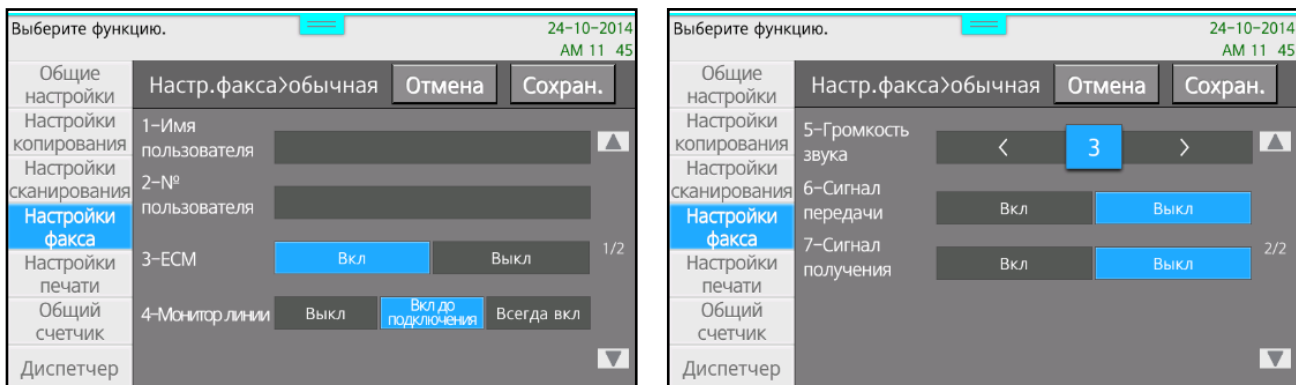 Выберите функцию.
24-10-2014
AM 11 45
Общие
настройки
Настройки
копирования
Настройки
сканирования
Настройки
факса
Настройки
печати
Общий
счетчик
Диспетчер
Настр.факса>обычная
Отмена
Сохран.
1-Имя
пользователя
2-№
пользователя
3-ECM
Вкл
Выкл
1/2
4-Монитор линии
Выкл
Вкл до
подключения
Всегда вкл
Выберите функцию.
24-10-2014
AM 11 45
Общие
настройки
Настройки
копирования
Настройки
сканирования
Настройки
факса
Настройки
печати
Общий
счетчик
Диспетчер
Настр.факса>обычная
Отмена
Сохран.
5-Громкость
звука
< 3 >
6-Сигнал
передачи
Вкл
Выкл
7-Сигнал
получения
Вкл
Выкл
2/2